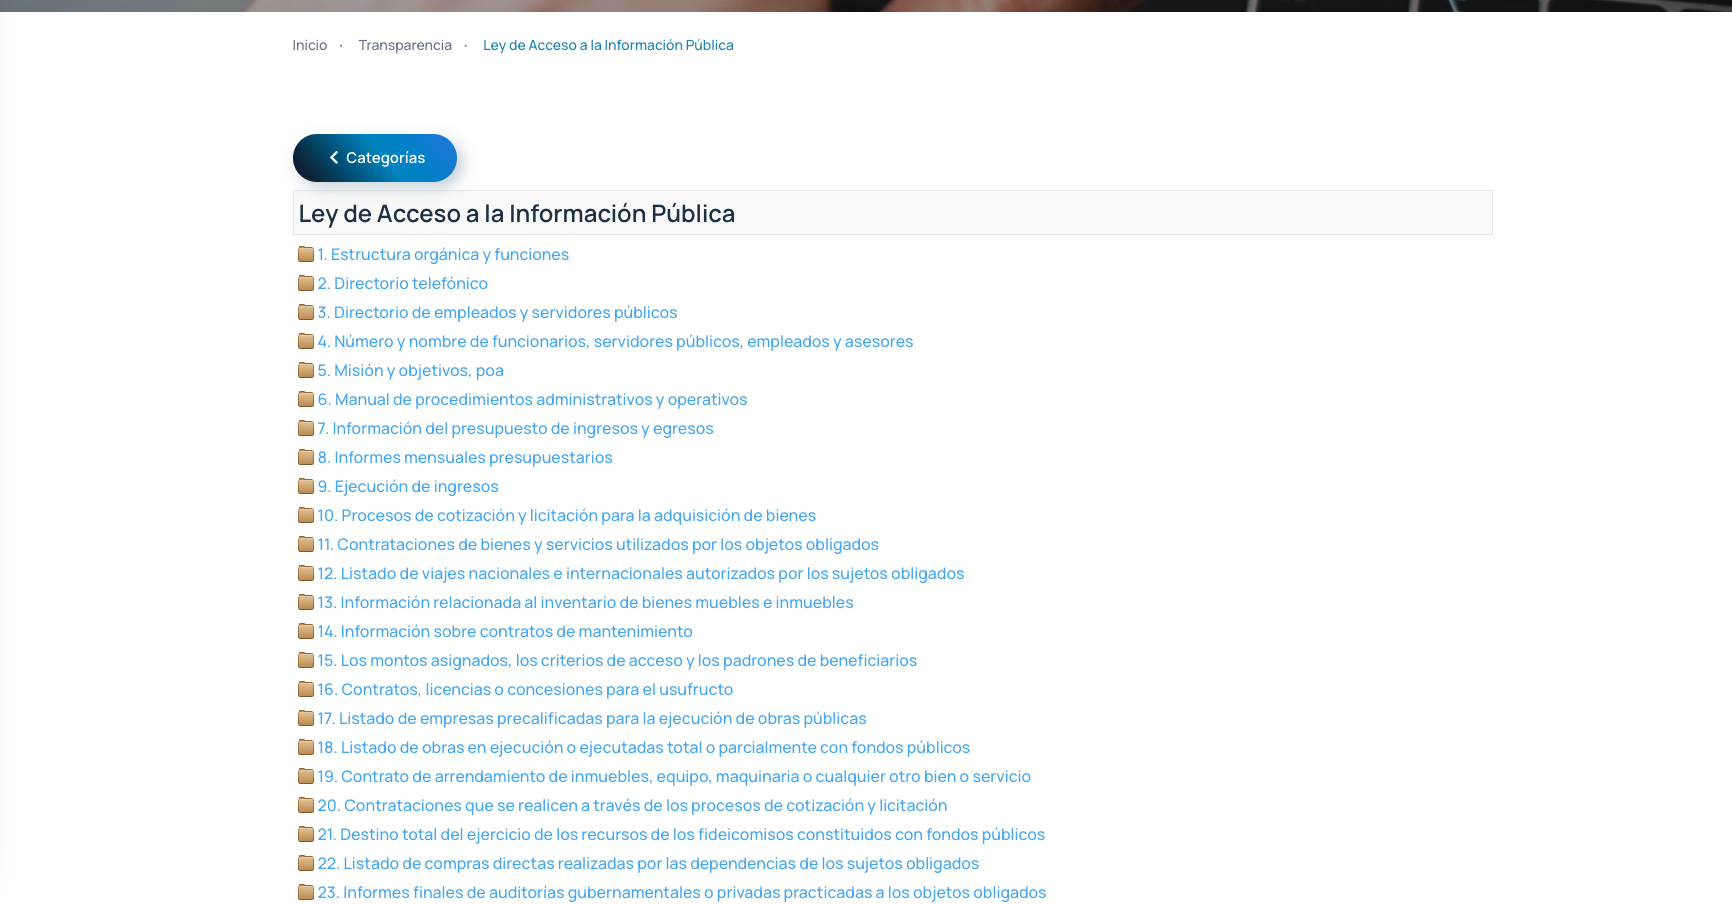 Inicio · Transparencia · Ley de Acceso a la Información Pública
Categorías
Ley de Acceso a la Información Pública
1. Estructura orgánica y funciones
2. Directorio telefónico
3. Directorio de empleados y servidores públicos
4. Número y nombre de funcionarios, servidores públicos, empleados y asesores
5. Misión y objetivos, poa
6. Manual de procedimientos administrativos y operativos
7. Información del presupuesto de ingresos y egresos
8. Informes mensuales presupuestarios
9. Ejecución de ingresos
10. Procesos de cotización y licitación para la adquisición de bienes
11. Contrataciones de bienes y servicios utilizados por los objetos obligados
12. Listado de viajes nacionales e internacionales autorizados por los sujetos obligados
13. Información relacionada al inventario de bienes muebles e inmuebles
14. Información sobre contratos de mantenimiento
15. Los montos asignados, los criterios de acceso y los padrones de beneficiarios
16. Contratos, licencias o concesiones para el usufructo
17. Listado de empresas precalificadas para la ejecución de obras públicas
18. Listado de obras en ejecución o ejecutadas total o parcialmente con fondos públicos
19. Contrato de arrendamiento de inmuebles, equipo, maquinaria o cualquier otro bien o servicio
20. Contrataciones que se realicen a través de los procesos de cotización y licitación
21. Destino total del ejercicio de los recursos de los fideicomisos constituidos con fondos públicos
22. Listado de compras directas realizadas por las dependencias de los sujetos obligados
23. Informes finales de auditorías gubernamentales o privadas practicadas a los objetos obligados